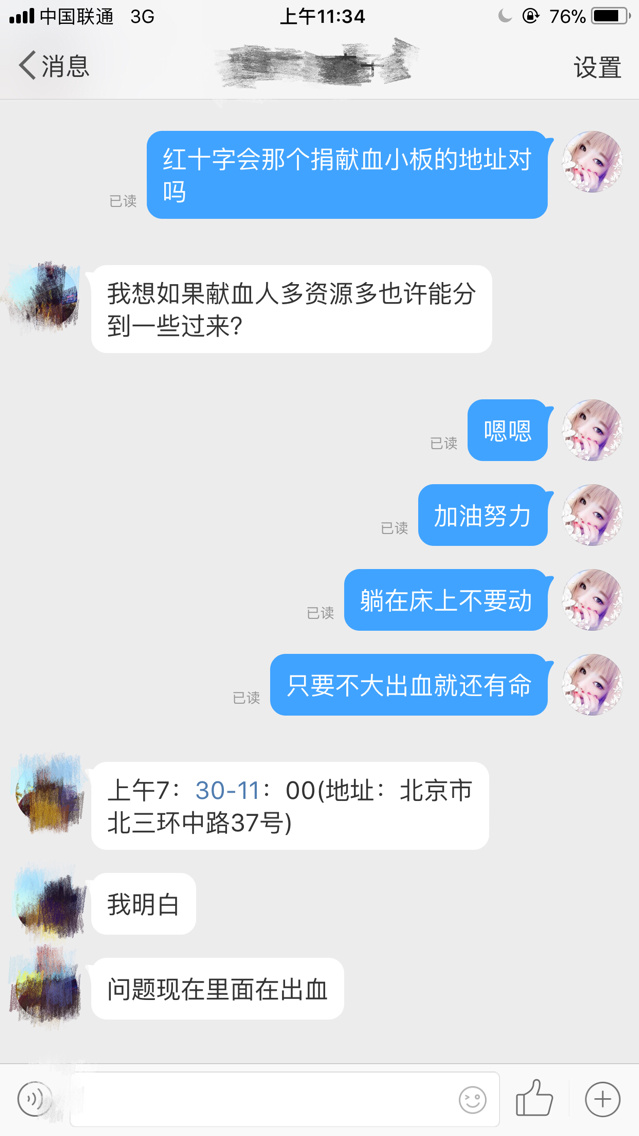 中国联通 3G 上午11:34 76%
消息 设置
红十字会那个捐献血小板的地址对
吗
已读
我想如果献血人多资源多也许能分
到一些过来?
嗯嗯
已读
加油努力
已读
躺在床上不要动
已读
只要不大出血就还有命
已读
上午7：30-11：00(地址：北京市
北三环中路37号)
我明白
问题现在里面在出血